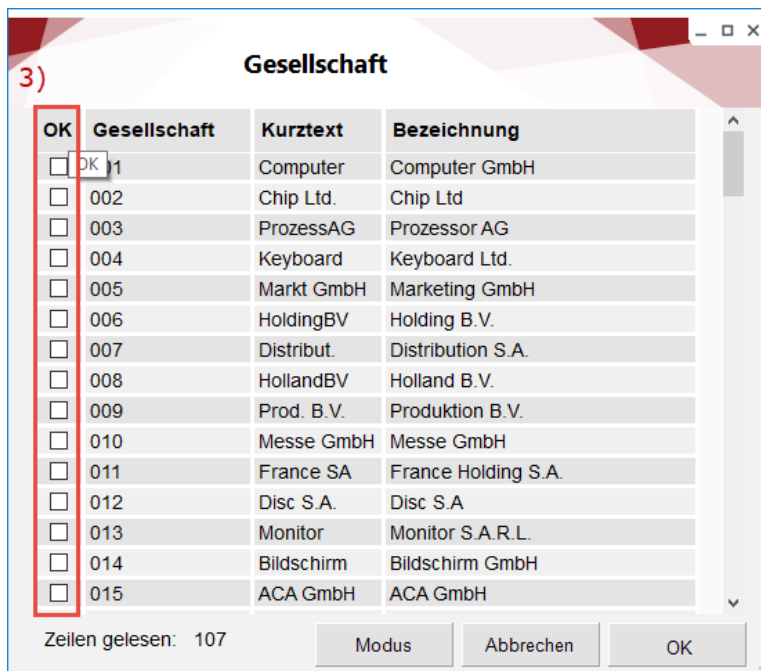 Gesellschaft
3)
OK Gesellschaft Kurztext Bezeichnung
OK 1 Computer Computer GmbH
002 Chip Ltd. Chip Ltd
003 ProzessAG Prozessor AG
004 Keyboard Keyboard Ltd.
005 Markt GmbH Marketing GmbH
006 HoldingBV Holding B.V.
007 Distribut. Distribution S.A.
008 HollandBV Holland B.V.
009 Prod. B.V. Produktion B.V.
010 Messe GmbH Messe GmbH
011 France SA France Holding S.A.
012 Disc S.A. Disc S.A
013 Monitor Monitor S.A.R.L.
014 Bildschirm Bildschirm GmbH
015 ACA GmbH ACA GmbH
Zeilen gelesen: 107 Modus Abbrechen OK